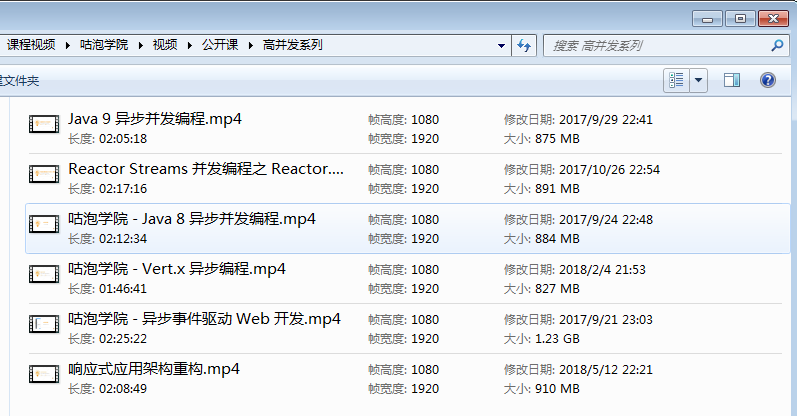 课程视频 ▸ 咕泡学院 ▸ 视频 ▸ 公开课 ▸ 高并发系列
搜索 高并发系列
文件夹
Java 9 异步并发编程.mp4 帧高度: 1080 修改日期: 2017/9/29 22:41
长度: 02:05:18 帧宽度: 1920 大小: 875 MB
Reactor Streams 并发编程之 Reactor.... 帧高度: 1080 修改日期: 2017/10/26 22:54
长度: 02:17:16 帧宽度: 1920 大小: 891 MB
咕泡学院 - Java 8 异步并发编程.mp4 帧高度: 1080 修改日期: 2017/9/24 22:48
长度: 02:12:34 帧宽度: 1920 大小: 884 MB
咕泡学院 - Vert.x 异步编程.mp4 帧高度: 1080 修改日期: 2018/2/4 21:53
长度: 01:46:41 帧宽度: 1920 大小: 827 MB
咕泡学院 - 异步事件驱动 Web 开发.mp4 帧高度: 1080 修改日期: 2017/9/21 23:03
长度: 02:25:22 帧宽度: 1920 大小: 1.23 GB
响应式应用架构重构.mp4 帧高度: 1080 修改日期: 2018/5/12 22:21
长度: 02:08:49 帧宽度: 1920 大小: 910 MB